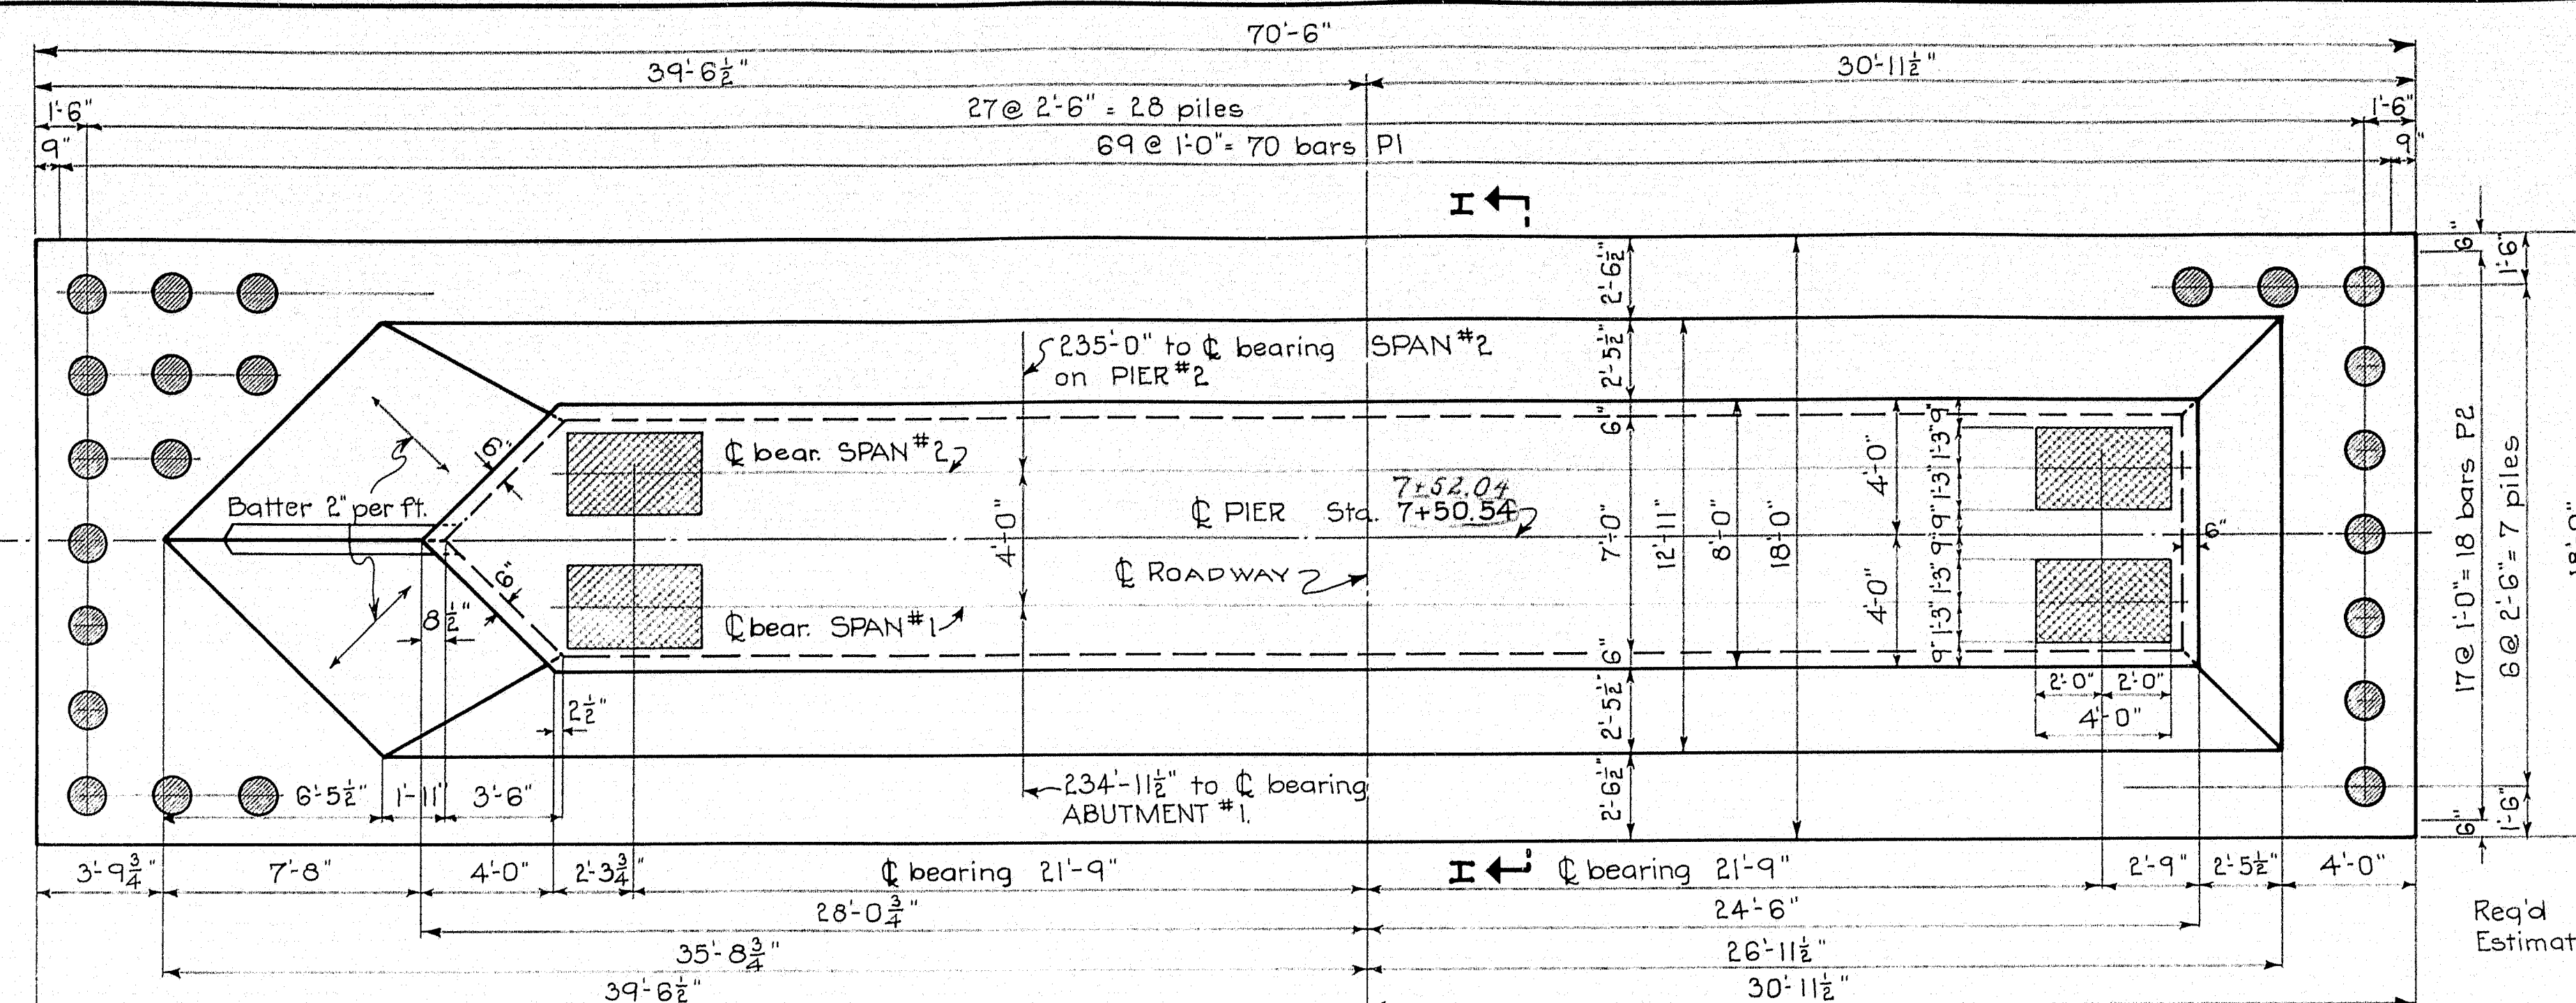 70'-6"
39'-6½" 30'-11½"
1'-6" 27 @ 2'-6" = 28 piles 1'-6"
9" 69 @ 1'-0" = 70 bars P1 9"
H
2'-6½" 6" 1'-6"
235'-0" to ℄ bearing SPAN #2
on PIER #2
2'-5½"
6" 9"
6" ℄ bear. SPAN #2 4'-0" 1'-3"
7+52.04
Batter 2" per ft. ℄ PIER Sta. 7+50.54 1'-3"
4'-0" 7'-0" 12'-11" 8'-0" 18'-0" 9" 9" 6" 17 @ 1'-0" = 18 bars P2 6 @ 2'-6" = 7 piles 18'-0"
6" ℄ ROADWAY 1'-3"
8½" ℄ bear. SPAN #1 4'-0" 1'-3"
6" 9"
2½" 2'-5½" 2'-0" 2'-0"
4'-0"
6'-5½" 1'-11" 3'-6" 234'-11½" to ℄ bearing 2'-6½" 6" 1'-6"
ABUTMENT #1.
3'-9¾" 7'-8" 4'-0" 2'-3¾" ℄ bearing 21'-9" H ℄ bearing 21'-9" 2'-9" 2'-5½" 4'-0"
28'-0¾" 24'-6" Req'd
35'-8¾" 26'-11½" Estimat
39'-6½" 30'-11½"